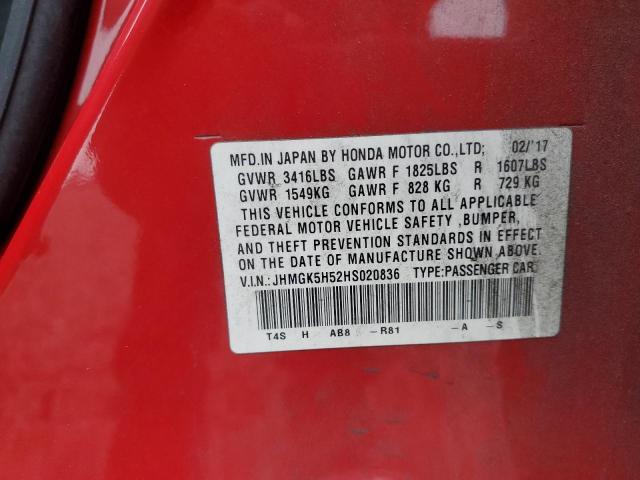 MFD.IN JAPAN BY HONDA MOTOR CO.,LTD; 02/'17
GVWR 3416LBS GAWR F 1825LBS R 1607LBS
GVWR 1549KG GAWR F 828 KG R 729 KG
THIS VEHICLE CONFORMS TO ALL APPLICABLE
FEDERAL MOTOR VEHICLE SAFETY ,BUMPER,
AND THEFT PREVENTION STANDARDS IN EFFECT
ON THE DATE OF MANUFACTURE SHOWN ABOVE.
V.I.N.:JHMGK5H52HS020836 TYPE:PASSENGER CAR
T4S H AB8 -R81 -A -S